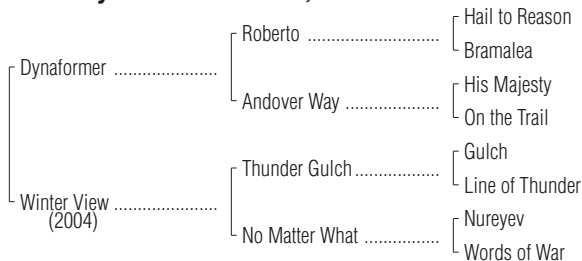 Hail to Reason
Roberto ............................
Bramalea
Dynaformer ......................
His Majesty
Andover Way ....................
On the Trail
Gulch
Thunder Gulch..................
Line of Thunder
Winter View ......................
(2004)
Nureyev
No Matter What ................
Words of War